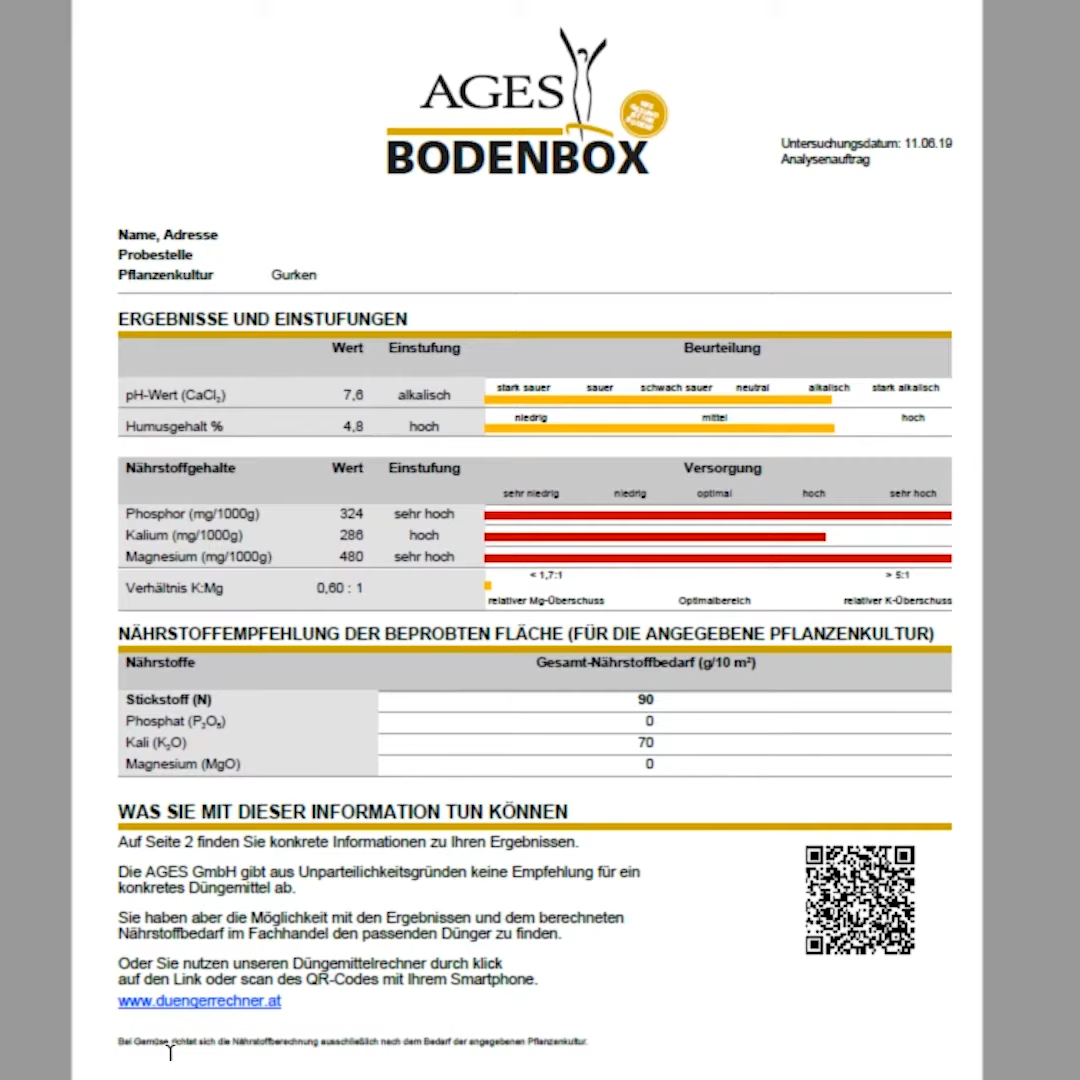 AGES
BODENBOX
Untersuchungsdatum: 11.06.19
Analysenauftrag
Name, Adresse
Probestelle
Pflanzenkultur Gurken
ERGEBNISSE UND EINSTUFUNGEN
Wert Einstufung Beurteilung
stark sauer sauer schwach sauer neutral alkalisch stark alkalisch
pH-Wert (CaCl₂) 7,6 alkalisch
niedrig mittel hoch
Humusgehalt % 4,8 hoch
Nährstoffgehalte Wert Einstufung Versorgung
sehr niedrig niedrig optimal hoch sehr hoch
Phosphor (mg/1000g) 324 sehr hoch
Kalium (mg/1000g) 286 hoch
Magnesium (mg/1000g) 480 sehr hoch
< 1,7:1 > 5:1
Verhältnis K:Mg 0,60 : 1
relativer Mg-Überschuss Optimalbereich relativer K-Überschuss
NÄHRSTOFFEMPFEHLUNG DER BEPROBTEN FLÄCHE (FÜR DIE ANGEGEBENE PFLANZENKULTUR)
Nährstoffe Gesamt-Nährstoffbedarf (g/10 m²)
Stickstoff (N) 90
Phosphat (P₂O₅) 0
Kali (K₂O) 70
Magnesium (MgO) 0
WAS SIE MIT DIESER INFORMATION TUN KÖNNEN
Auf Seite 2 finden Sie konkrete Informationen zu Ihren Ergebnissen.
Die AGES GmbH gibt aus Unparteilichkeitsgründen keine Empfehlung für ein
konkretes Düngemittel ab.
Sie haben aber die Möglichkeit mit den Ergebnissen und dem berechneten
Nährstoffbedarf im Fachhandel den passenden Dünger zu finden.
Oder Sie nutzen unseren Düngemittelrechner durch klick
auf den Link oder scan des QR-Codes mit Ihrem Smartphone.
www.duengerrechner.at
Bei Gemüse richtet sich die Nährstoffberechnung ausschließlich nach dem Bedarf der angegebenen Pflanzenkultur.